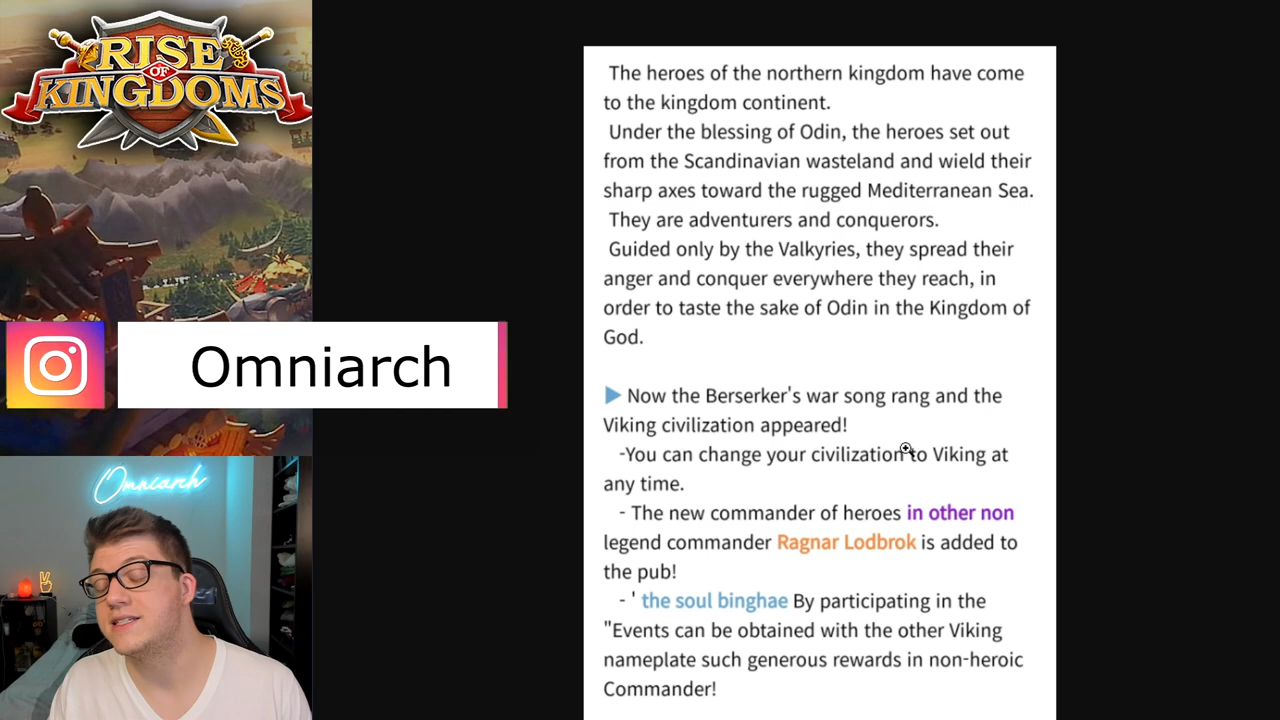 RISE
OF
KINGDOMS
Omniarch
Omniarch
The heroes of the northern kingdom have come
to the kingdom continent.
Under the blessing of Odin, the heroes set out
from the Scandinavian wasteland and wield their
sharp axes toward the rugged Mediterranean Sea.
They are adventurers and conquerors.
Guided only by the Valkyries, they spread their
anger and conquer everywhere they reach, in
order to taste the sake of Odin in the Kingdom of
God.
Now the Berserker's war song rang and the
Viking civilization appeared!
-You can change your civilization to Viking at
any time.
- The new commander of heroes in other non
legend commander Ragnar Lodbrok is added to
the pub!
- ' the soul binghae By participating in the
"Events can be obtained with the other Viking
nameplate such generous rewards in non-heroic
Commander!